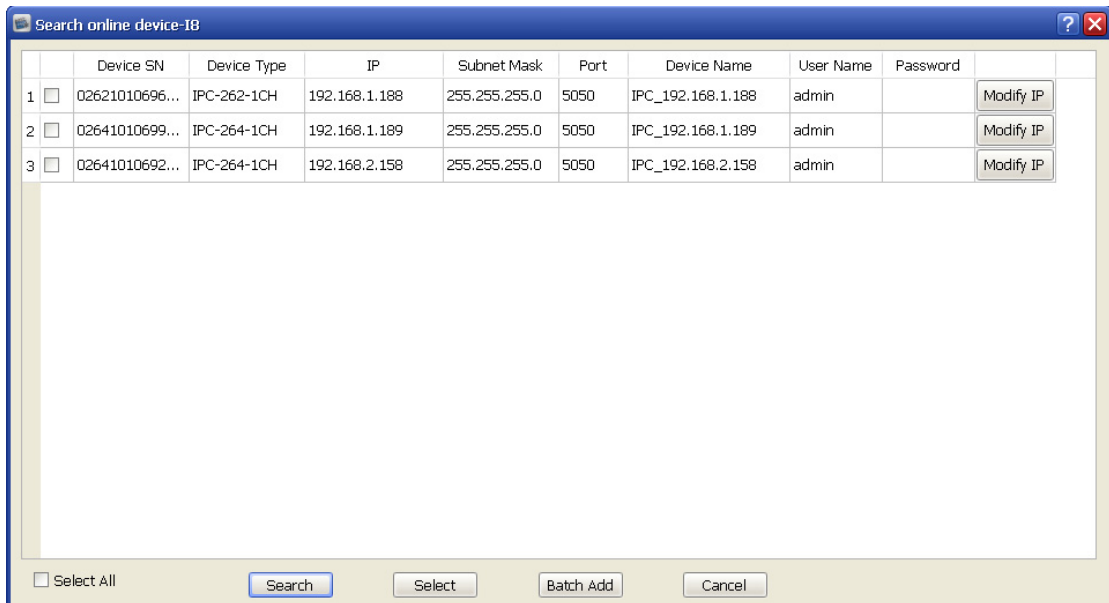 Search online device-I8
Device SN Device Type IP Subnet Mask Port Device Name User Name Password
1 02621010696... IPC-262-1CH 192.168.1.188 255.255.255.0 5050 IPC_192.168.1.188 admin Modify IP
2 02641010699... IPC-264-1CH 192.168.1.189 255.255.255.0 5050 IPC_192.168.1.189 admin Modify IP
3 02641010692... IPC-264-1CH 192.168.2.158 255.255.255.0 5050 IPC_192.168.2.158 admin Modify IP
Select All Search Select Batch Add Cancel